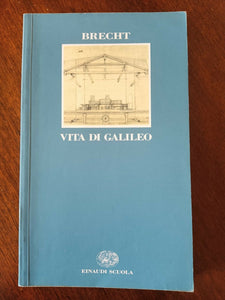 BRECHT
VITA DI GALILEO
EINAUDI SCUOLA